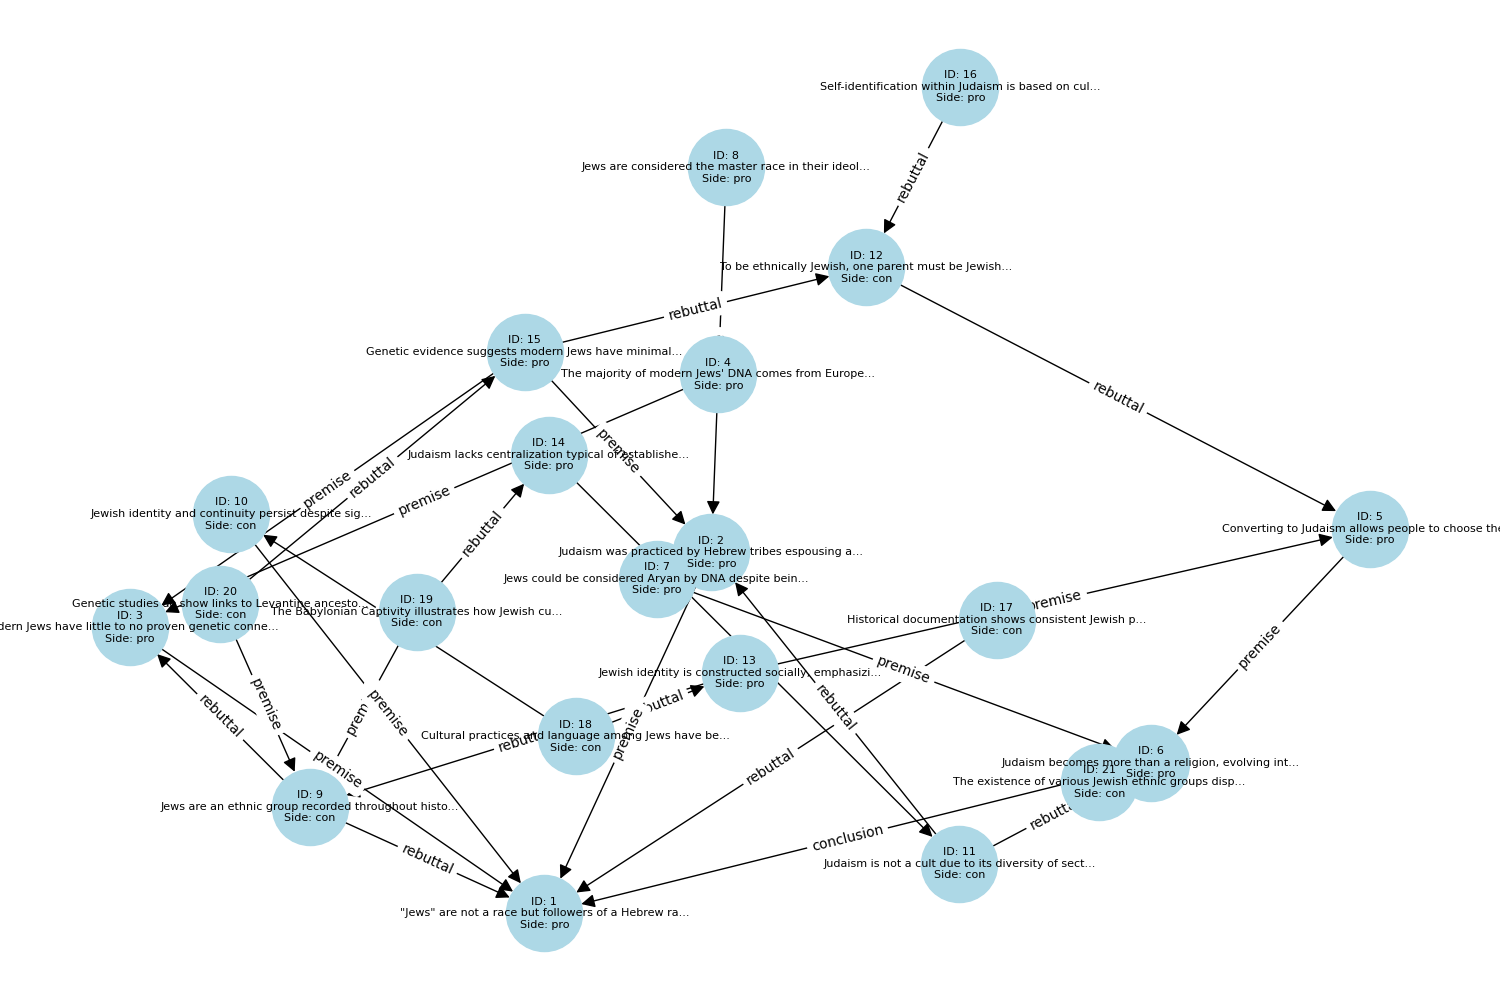 ID: 16
Self-identification within Judaism is based on cul...
Side: pro
ID: 8
Jews are considered the master race in their ideol...
Side: pro
rebuttal
ID: 12
To be ethnically Jewish, one parent must be Jewish...
Side: con
rebuttal
ID: 15
Genetic evidence suggests modern Jews have minimal...
Side: pro
ID: 4
The majority of modern Jews' DNA comes from Europe...
Side: pro
rebuttal
ID: 14
Judaism lacks centralization typical of establishe...
Side: pro
premise
premise
rebuttal
premise
ID: 10
Jewish identity and continuity persist despite sig...
Side: con
rebuttal
ID: 5
Converting to Judaism allows people to choose the
Side: pro
ID: 2
Judaism was practiced by Hebrew tribes espousing a...
Side: pro
ID: 7
Jews could be considered Aryan by DNA despite bein...
Side: pro
ID: 20
Genetic studies show links to Levantine ancesto...
Side: con
ID: 3
dern Jews have little to no proven genetic conne...
Side: pro
ID: 19
The Babylonian Captivity illustrates how Jewish cu...
Side: con
premise
ID: 17
Historical documentation shows consistent Jewish p...
Side: con
premise
ID: 13
Jewish identity is constructed socially, emphasizi...
Side: pro
premise
rebuttal
premise
rebuttal
premise
rebuttal
ID: 18
Cultural practices and language among Jews have be...
Side: con
premise
ID: 6
Judaism becomes more than a religion, evolving int...
Side: pro
premise
rebuttal
ID: 21
The existence of various Jewish ethnic groups disp...
Side: con
ID: 9
Jews are an ethnic group recorded throughout histo...
Side: con
rebuttal
conclusion
rebuttal
ID: 11
Judaism is not a cult due to its diversity of sect...
Side: con
ID: 1
"Jews" are not a race but followers of a Hebrew ra...
Side: pro